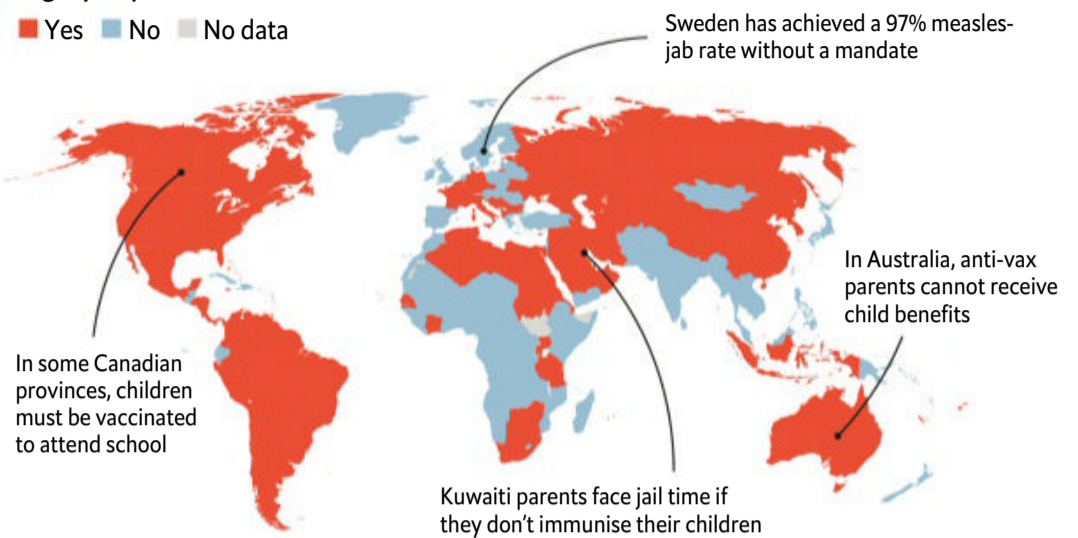 Yes No No data
Sweden has achieved a 97% measles-
jab rate without a mandate
In Australia, anti-vax
parents cannot receive
child benefits
In some Canadian
provinces, children
must be vaccinated
to attend school
Kuwaiti parents face jail time if
they don’t immunise their children